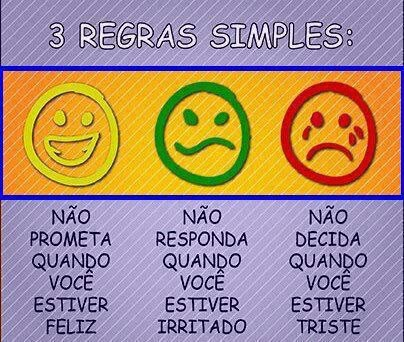 3 REGRAS SIMPLES:
NÃO
PROMETA
QUANDO
VOCÊ
ESTIVER
FELIZ
NÃO
RESPONDA
QUANDO
VOCÊ
ESTIVER
IRRITADO
NÃO
DECIDA
QUANDO
VOCÊ
ESTIVER
TRISTE